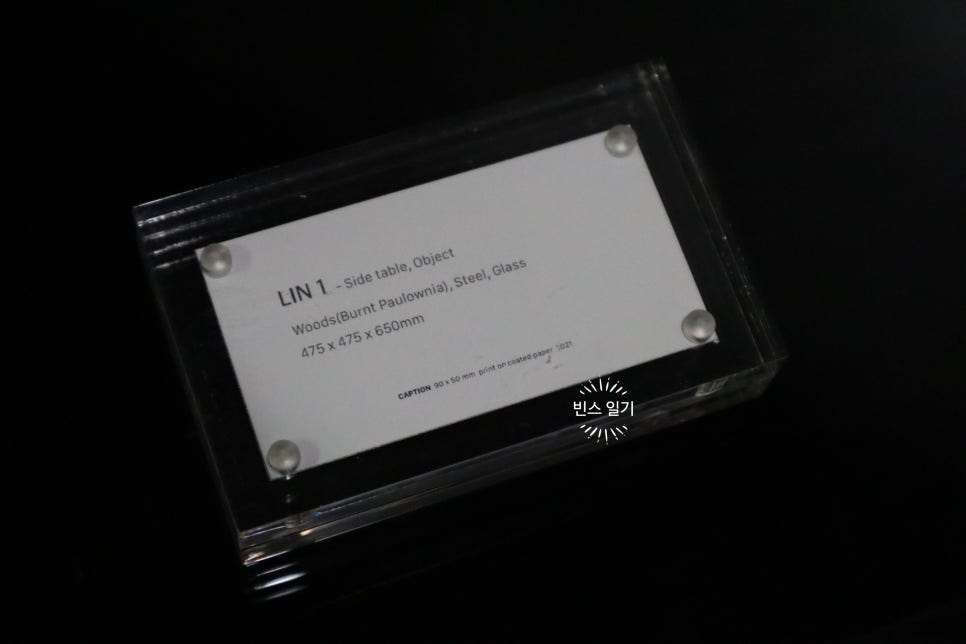 LIN 1 - Side table, Object
Woods(Burnt Paulownia), Steel, Glass
475 x 475 x 650mm
CAPTION 90 x 50 mm print on coated paper 2021
빈스 일기